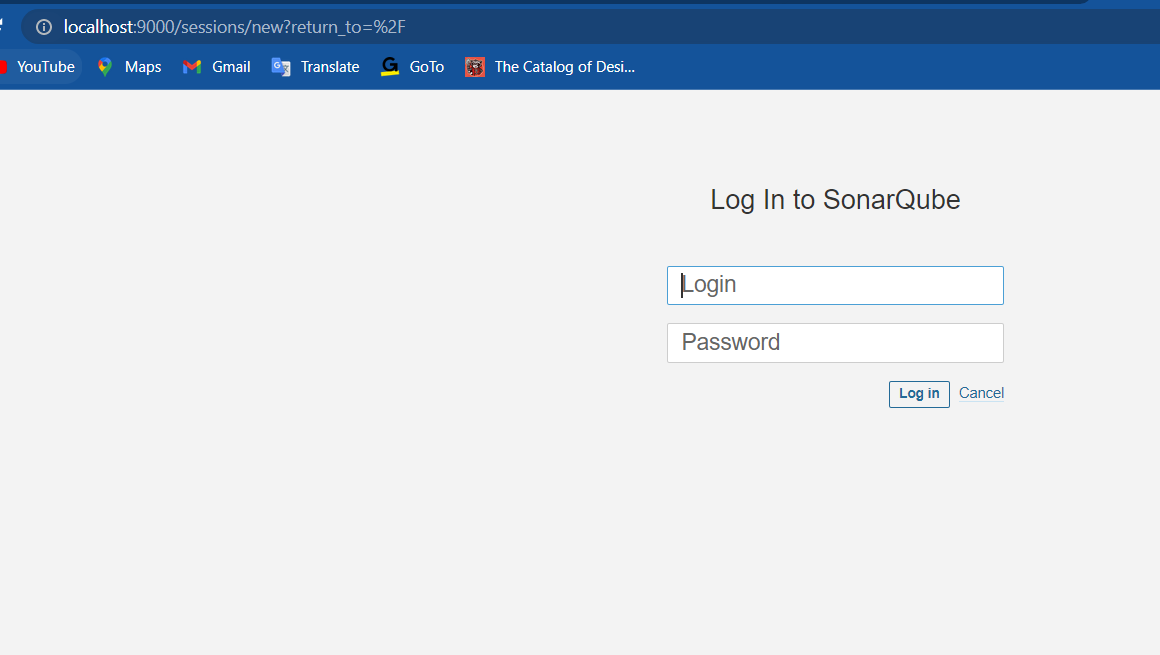 localhost:9000/sessions/new?return_to=%2F
YouTube Maps Gmail Translate GoTo The Catalog of Desi...
Log In to SonarQube
Login
Password
Log in Cancel